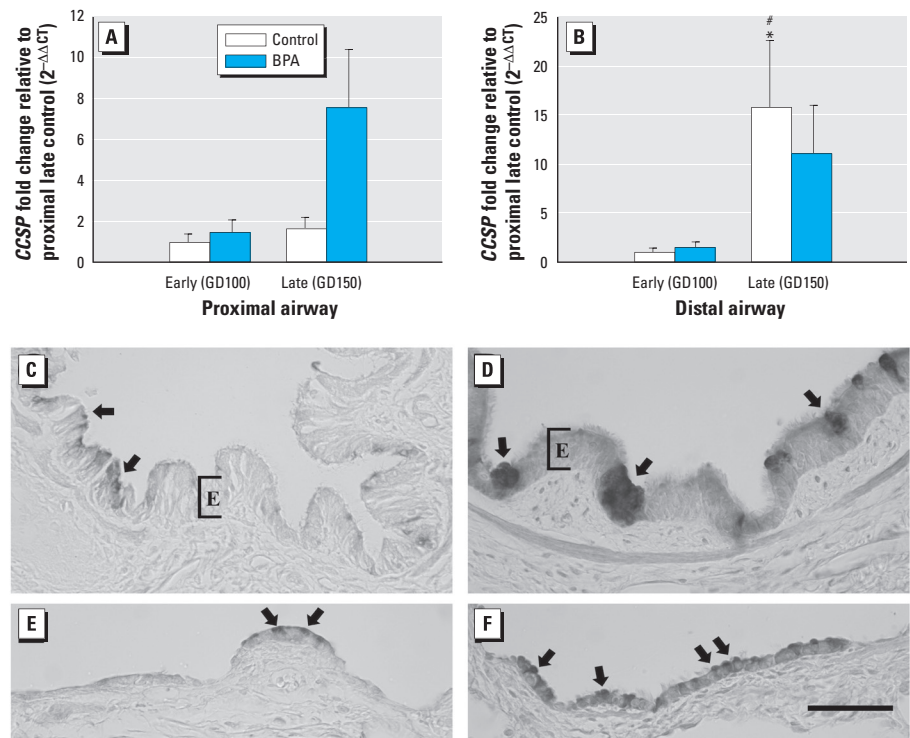 A
CCSP fold change relative to
proximal late control (2–ΔΔCT)
12
10
8
6
4
2
0
Control
BPA
Early (GD100)
Late (GD150)
Proximal airway
B
CCSP fold change relative to
proximal late control (2–ΔΔCT)
25
20
15
10
5
0
#
*
Early (GD100)
Late (GD150)
Distal airway
C
E
D
E
E
F